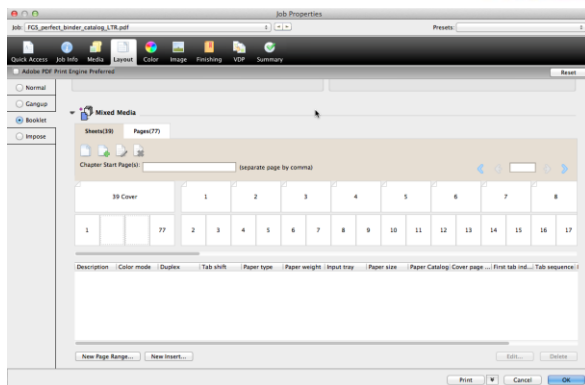 Job Properties
Job: FGS_perfect_binder_catalog_LTR.pdf
Presets:
Quick Access Job Info Media Layout Color Image Finishing VDP Summary
Adobe PDF Print Engine Preferred
Reset
Normal
Gangup
Booklet
Impose
Mixed Media
Sheets(39) Pages(77)
Chapter Start Page(s): (separate page by comma)
39 Cover 1 2 3 4 5 6 7 8
1 77 2 3 4 5 6 7 8 9 10 11 12 13 14 15 16 17
Description Color mode Duplex Tab shift Paper type Paper weight Input tray Paper size Paper Catalog Cover page ... First tab ind... Tab sequence
New Page Range... New Insert... Edit... Delete
Print Cancel OK